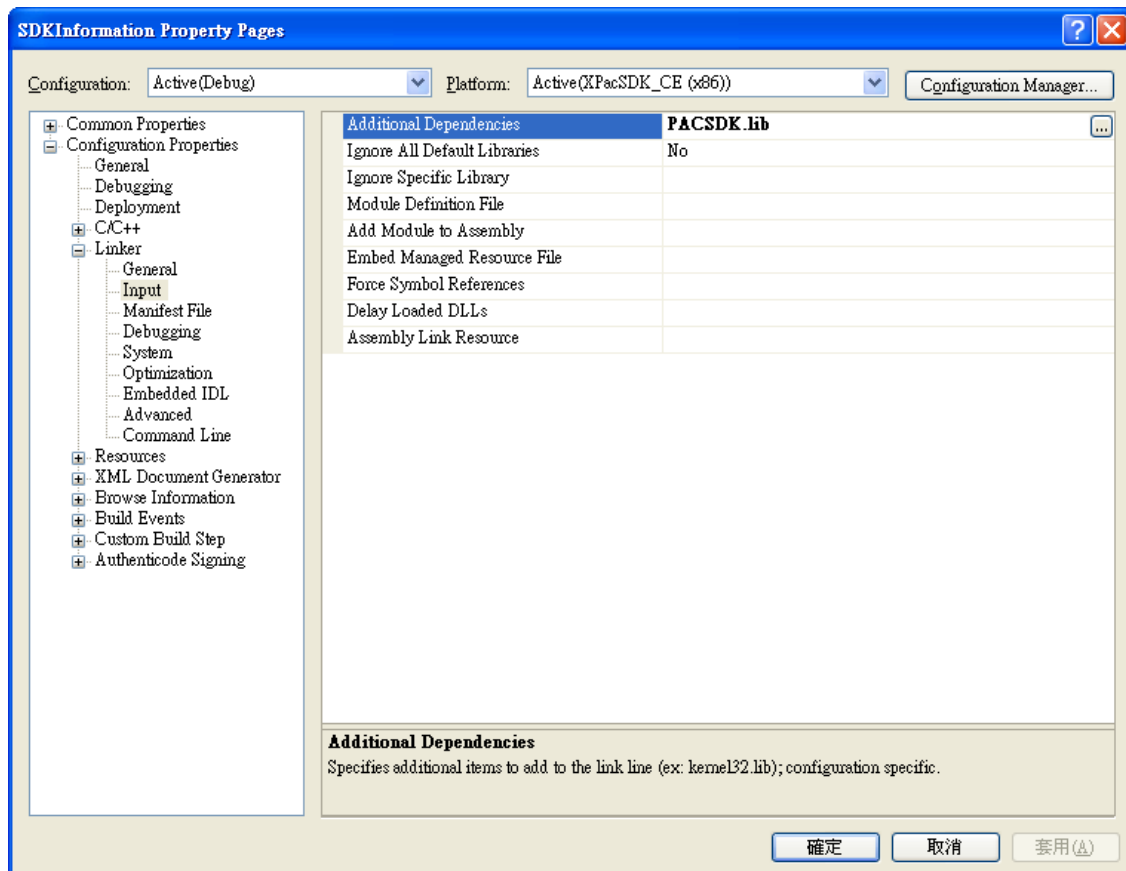 SDKInformation Property Pages
Configuration: Active(Debug) Platform: Active(XPacSDK_CE (x86)) Configuration Manager...
Common Properties
Configuration Properties
General
Debugging
Deployment
C/C++
Linker
General
Input
Manifest File
Debugging
System
Optimization
Embedded IDL
Advanced
Command Line
Resources
XML Document Generator
Browse Information
Build Events
Custom Build Step
Authenticode Signing
Additional Dependencies PACSDK.lib ...
Ignore All Default Libraries No
Ignore Specific Library
Module Definition File
Add Module to Assembly
Embed Managed Resource File
Force Symbol References
Delay Loaded DLLs
Assembly Link Resource
Additional Dependencies
Specifies additional items to add to the link line (ex: kernel32.lib); configuration specific.
確定 取消 套用(A)